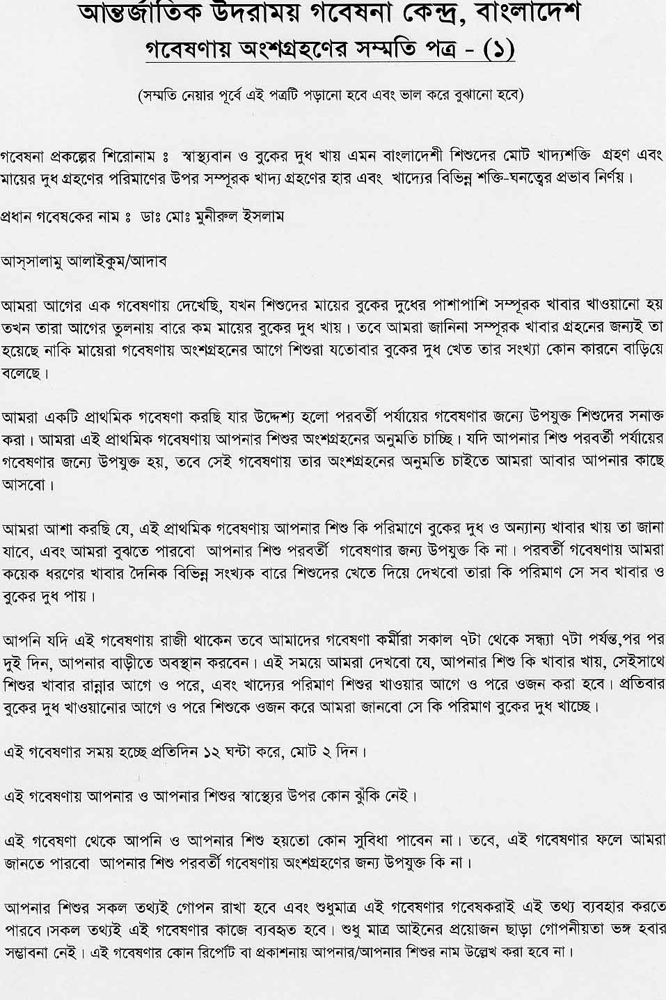 আন্তর্জাতিক উদরাময় গবেষনা কেন্দ্র, বাংলাদেশ
গবেষণায় অংশগ্রহণের সম্মতি পত্র - (১)
(সম্মতি নেয়ার পূর্বে এই পত্রটি পড়ানো হবে এবং ভাল করে বুঝানো হবে)
গবেষনা প্রকল্পের শিরোনাম ঃ স্বাস্থ্যবান ও বুকের দুধ খায় এমন বাংলাদেশী শিশুদের মোট খাদ্যশক্তি গ্রহণ এবং
মায়ের দুধ গ্রহণের পরিমাণের উপর সম্পূরক খাদ্য গ্রহণের হার এবং খাদ্যের বিভিন্ন শক্তি-ঘনত্বের প্রভাব নির্ণয়।
প্রধান গবেষকের নাম ঃ ডাঃ মোঃ মুনীরুল ইসলাম
আস্সালামু আলাইকুম/আদাব
আমরা আগের এক গবেষণায় দেখেছি, যখন শিশুদের মায়ের বুকের দুধের পাশাপাশি সম্পূরক খাবার খাওয়ানো হয়
তখন তারা আগের তুলনায় বারে কম মায়ের বুকের দুধ খায়। তবে আমরা জানিনা সম্পূরক খাবার গ্রহনের জন্যই তা
হয়েছে নাকি মায়েরা গবেষণায় অংশগ্রহনের আগে শিশুরা যতোবার বুকের দুধ খেত তার সংখ্যা কোন কারনে বাড়িয়ে
বলেছে।
আমরা একটি প্রাথমিক গবেষণা করছি যার উদ্দেশ্য হলো পরবর্তী পর্যায়ের গবেষণার জন্যে উপযুক্ত শিশুদের সনাক্ত
করা। আমরা এই প্রাথমিক গবেষণায় আপনার শিশুর অংশগ্রহনের অনুমতি চাচ্ছি। যদি আপনার শিশু পরবর্তী পর্যায়ের
গবেষণার জন্যে উপযুক্ত হয়, তবে সেই গবেষণায় তার অংশগ্রহনের অনুমতি চাইতে আমরা আবার আপনার কাছে
আসবো।
আমরা আশা করছি যে, এই প্রাথমিক গবেষণায় আপনার শিশু কি পরিমাণে বুকের দুধ ও অন্যান্য খাবার খায় তা জানা
যাবে, এবং আমরা বুঝতে পারবো আপনার শিশু পরবর্তী গবেষণার জন্য উপযুক্ত কি না। পরবর্তী গবেষণায় আমরা
কয়েক ধরণের খাবার দৈনিক বিভিন্ন সংখ্যক বারে শিশুদের খেতে দিয়ে দেখবো তারা কি পরিমাণ সে সব খাবার ও
বুকের দুধ পায়।
আপনি যদি এই গবেষণায় রাজী থাকেন তবে আমাদের গবেষণা কর্মীরা সকাল ৭টা থেকে সন্ধ্যা ৭টা পর্যন্ত,পর পর
দুই দিন, আপনার বাড়ীতে অবস্থান করবেন। এই সময়ে আমরা দেখবো যে, আপনার শিশু কি খাবার খায়, সেইসাথে
শিশুর খাবার রান্নার আগে ও পরে, এবং খাদ্যের পরিমাণ শিশুর খাওয়ার আগে ও পরে ওজন করা হবে। প্রতিবার
বুকের দুধ খাওয়ানোর আগে ও পরে শিশুকে ওজন করে আমরা জানবো সে কি পরিমাণ বুকের দুধ খাচ্ছে।
এই গবেষণার সময় হচ্ছে প্রতিদিন ১২ ঘন্টা করে, মোট ২ দিন।
এই গবেষণায় আপনার ও আপনার শিশুর স্বাস্থ্যের উপর কোন ঝুঁকি নেই।
এই গবেষণা থেকে আপনি ও আপনার শিশু হয়তো কোন সুবিধা পাবেন না। তবে, এই গবেষণার ফলে আমরা
জানতে পারবো আপনার শিশু পরবর্তী গবেষণায় অংশগ্রহণের জন্য উপযুক্ত কি না।
আপনার শিশুর সকল তথ্যই গোপন রাখা হবে এবং শুধুমাত্র এই গবেষণার গবেষকরাই এই তথ্য ব্যবহার করতে
পারবে।সকল তথ্যই এই গবেষণার কাজে ব্যবহৃত হবে। শুধু মাত্র আইনের প্রয়োজন ছাড়া গোপনীয়তা ভঙ্গ হবার
সম্ভাবনা নেই। এই গবেষণার কোন রিপোর্ট বা প্রকাশনায় আপনার/আপনার শিশুর নাম উল্লেখ করা হবে না।